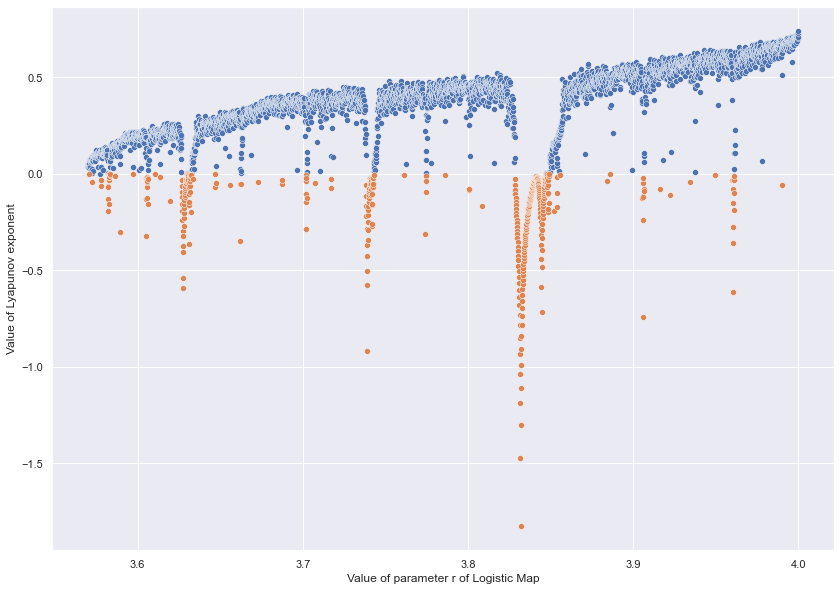 Value of Lyapunov exponent
0.5
0.0
−0.5
−1.0
−1.5
3.6 3.7 3.8 3.9 4.0
Value of parameter r of Logistic Map